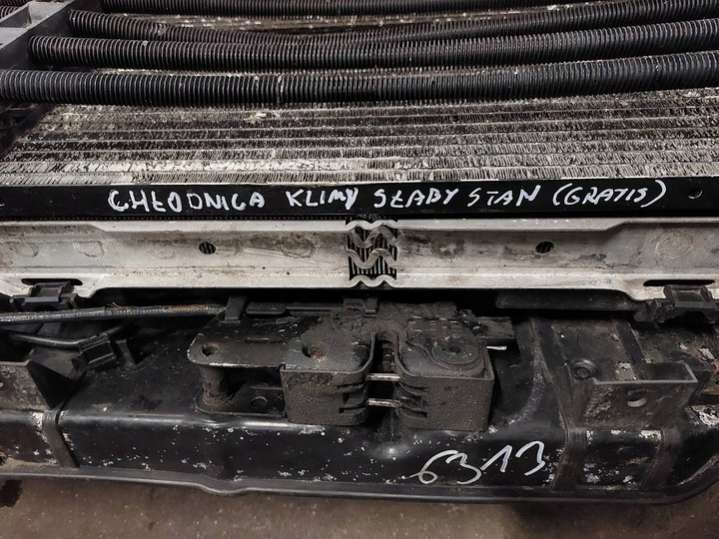 CHŁODNICA KLIMY SŁABY STAN (GRATIS)
6313